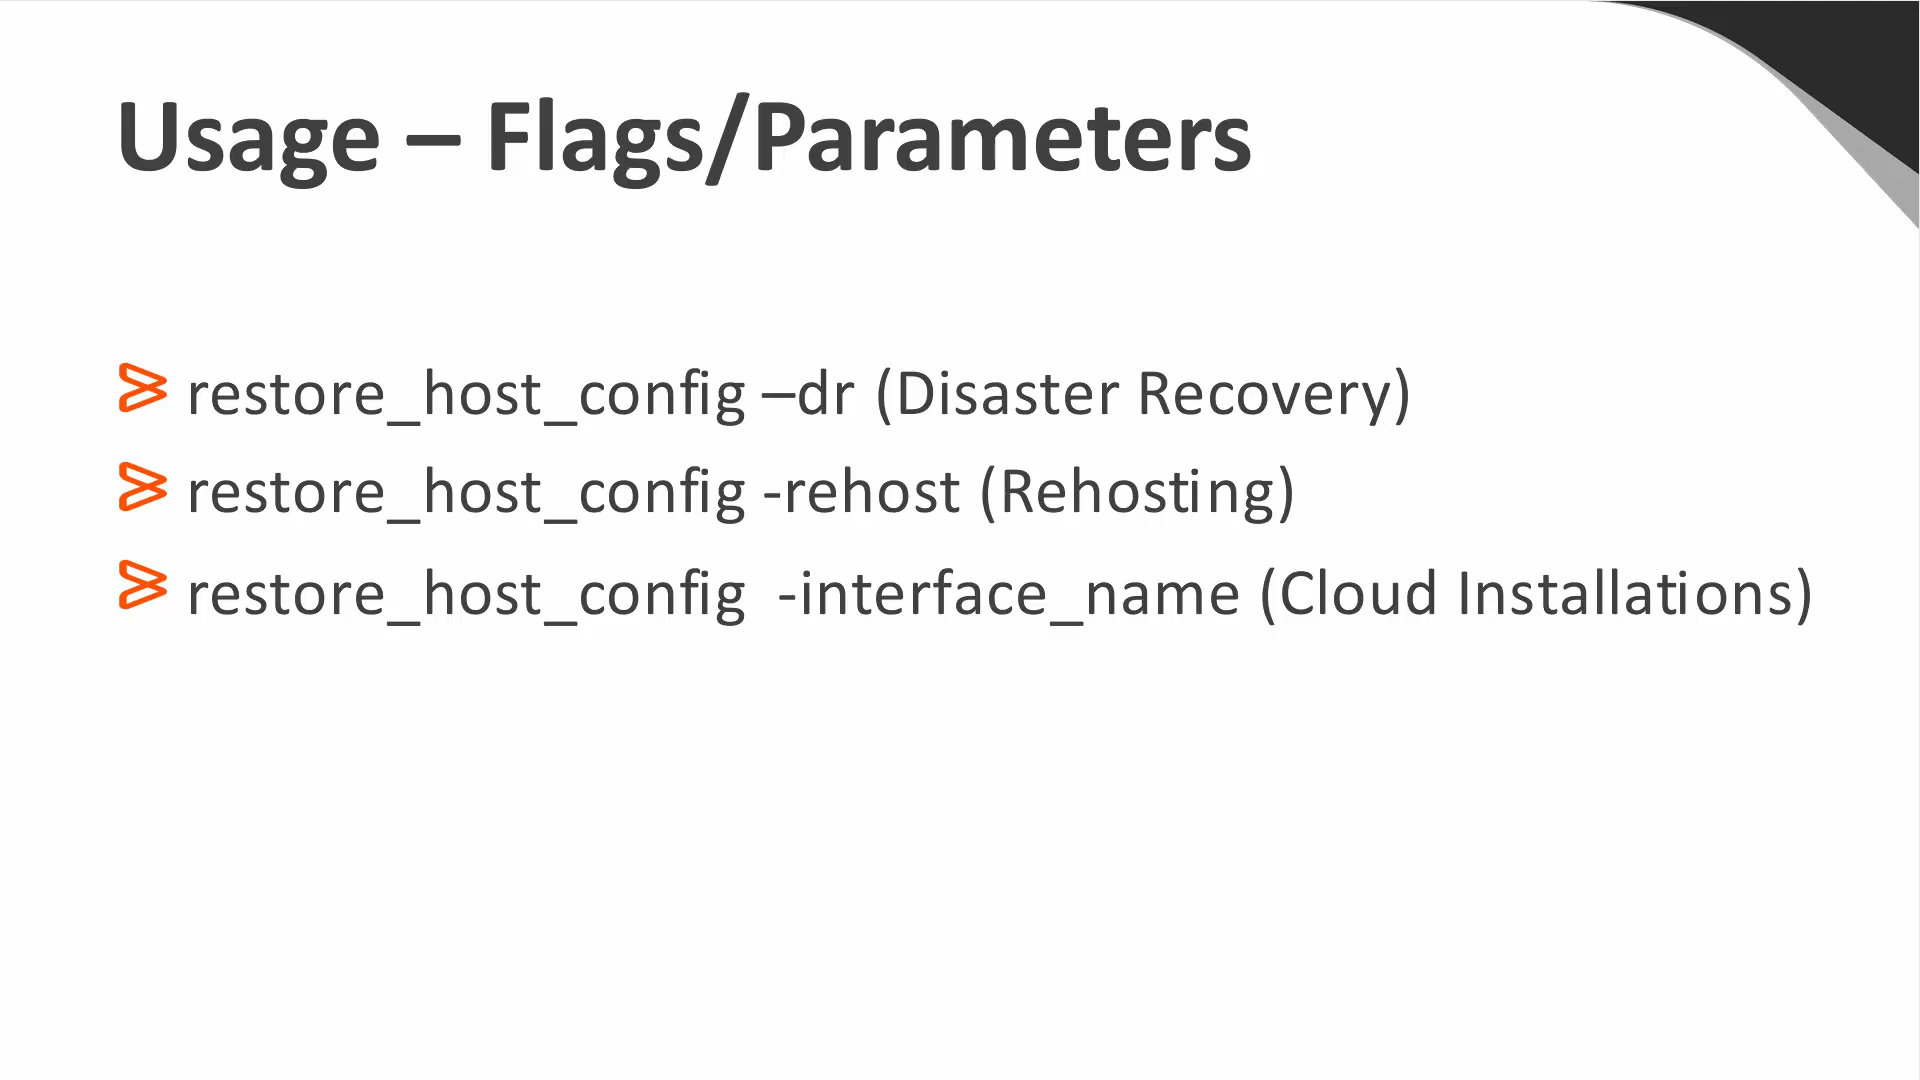 Usage – Flags/Parameters
restore_host_config –dr (Disaster Recovery)
restore_host_config -rehost (Rehosting)
restore_host_config  -interface_name (Cloud Installations)